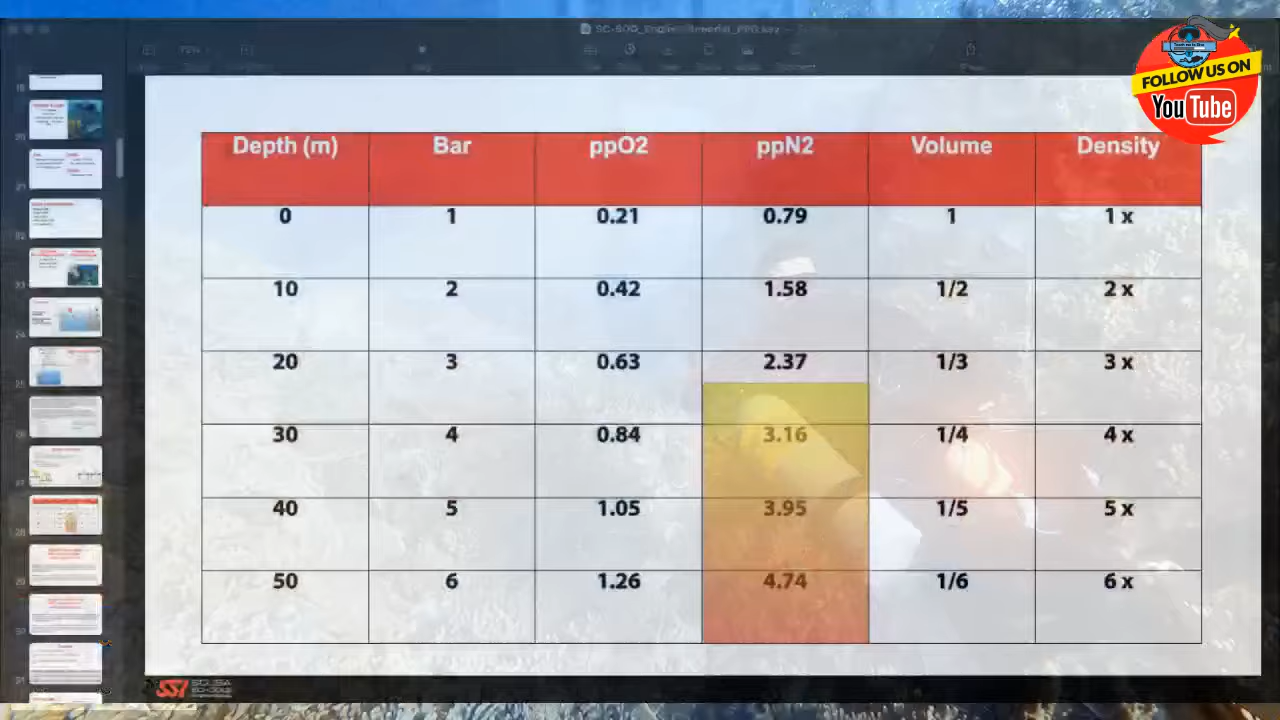 FOLLOW US ON
YouTube
Depth (m) Bar ppO2 ppN2 Volume Density
0 1 0.21 0.79 1 1 x
10 2 0.42 1.58 1/2 2 x
20 3 0.63 2.37 1/3 3 x
30 4 0.84 3.16 1/4 4 x
40 5 1.05 3.95 1/5 5 x
50 6 1.26 4.74 1/6 6 x
SSI SCUBA
SCHOOLS